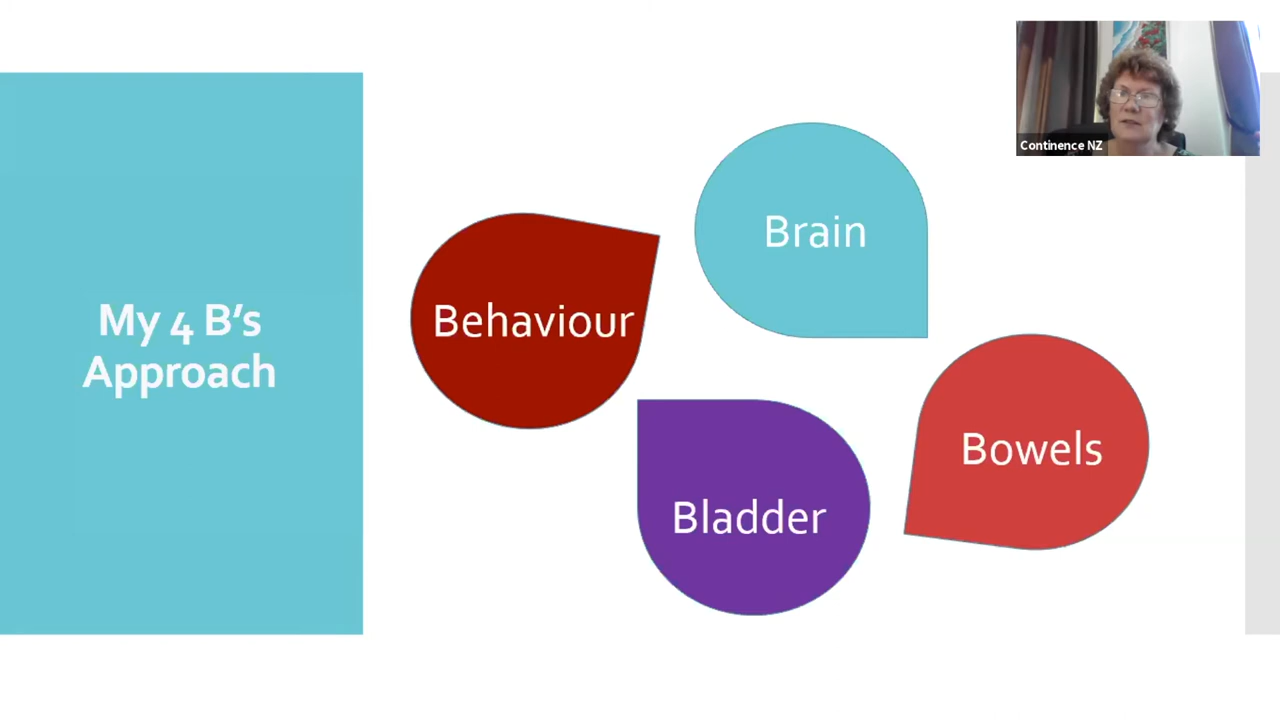 My 4 B’s
Approach
Behaviour
Brain
Bowels
Bladder
Continence NZ